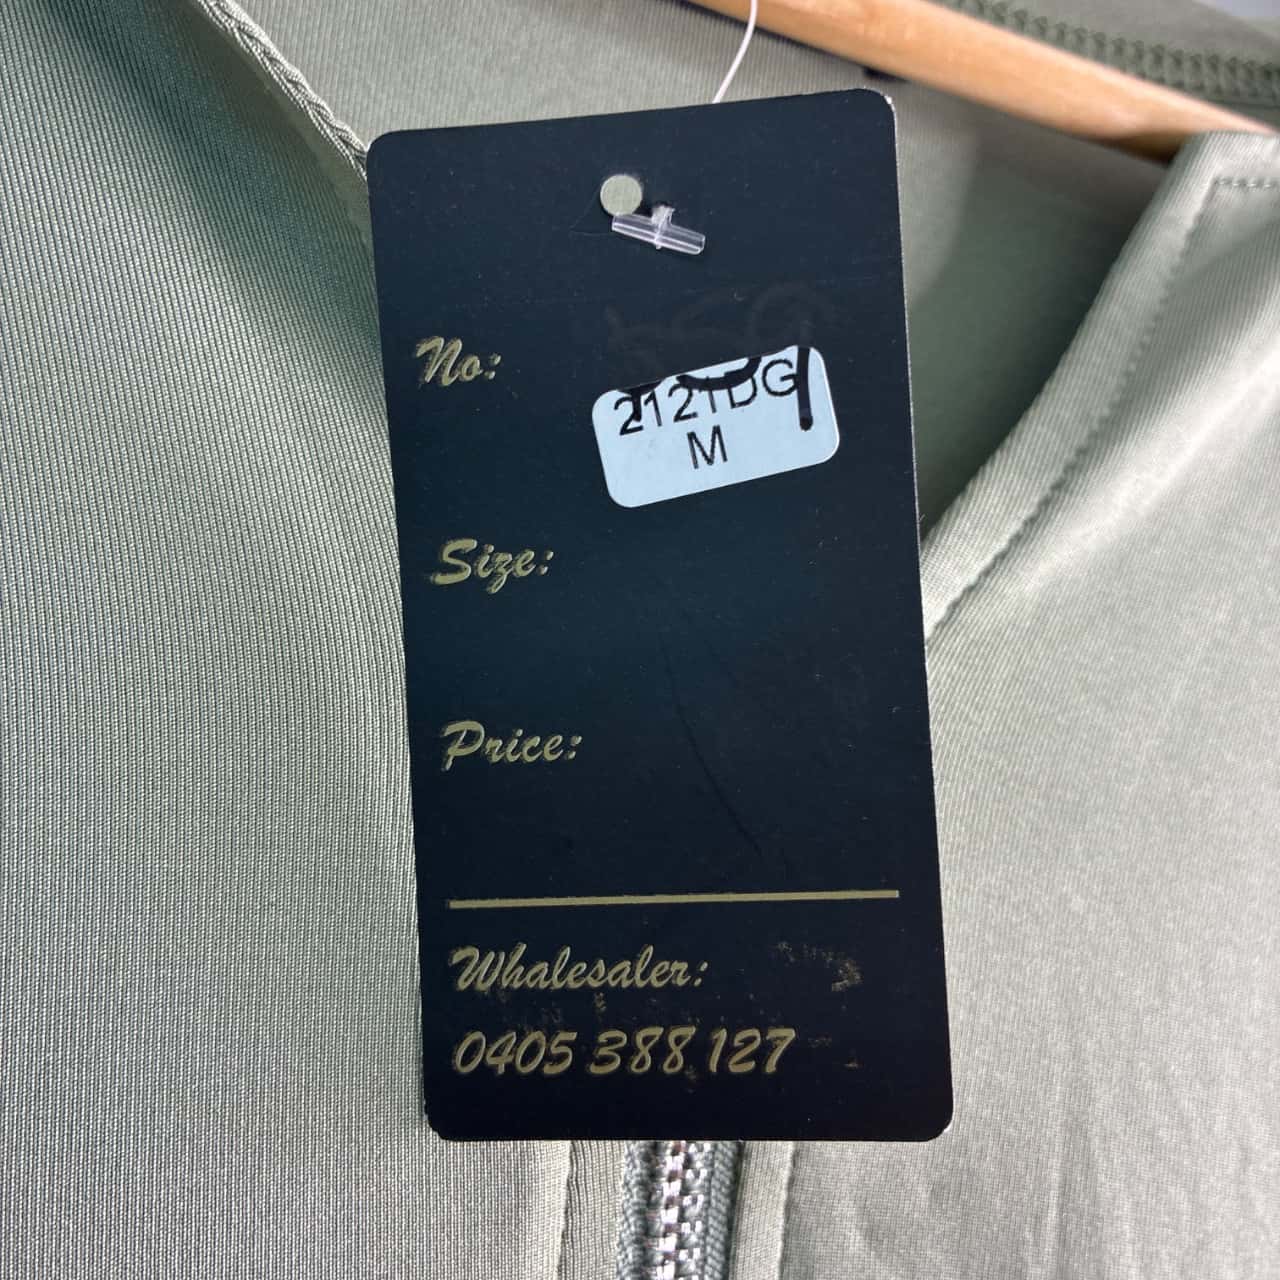 No:
2121DG
M
Size:
Price:
Whalesaler:
0405 388 127